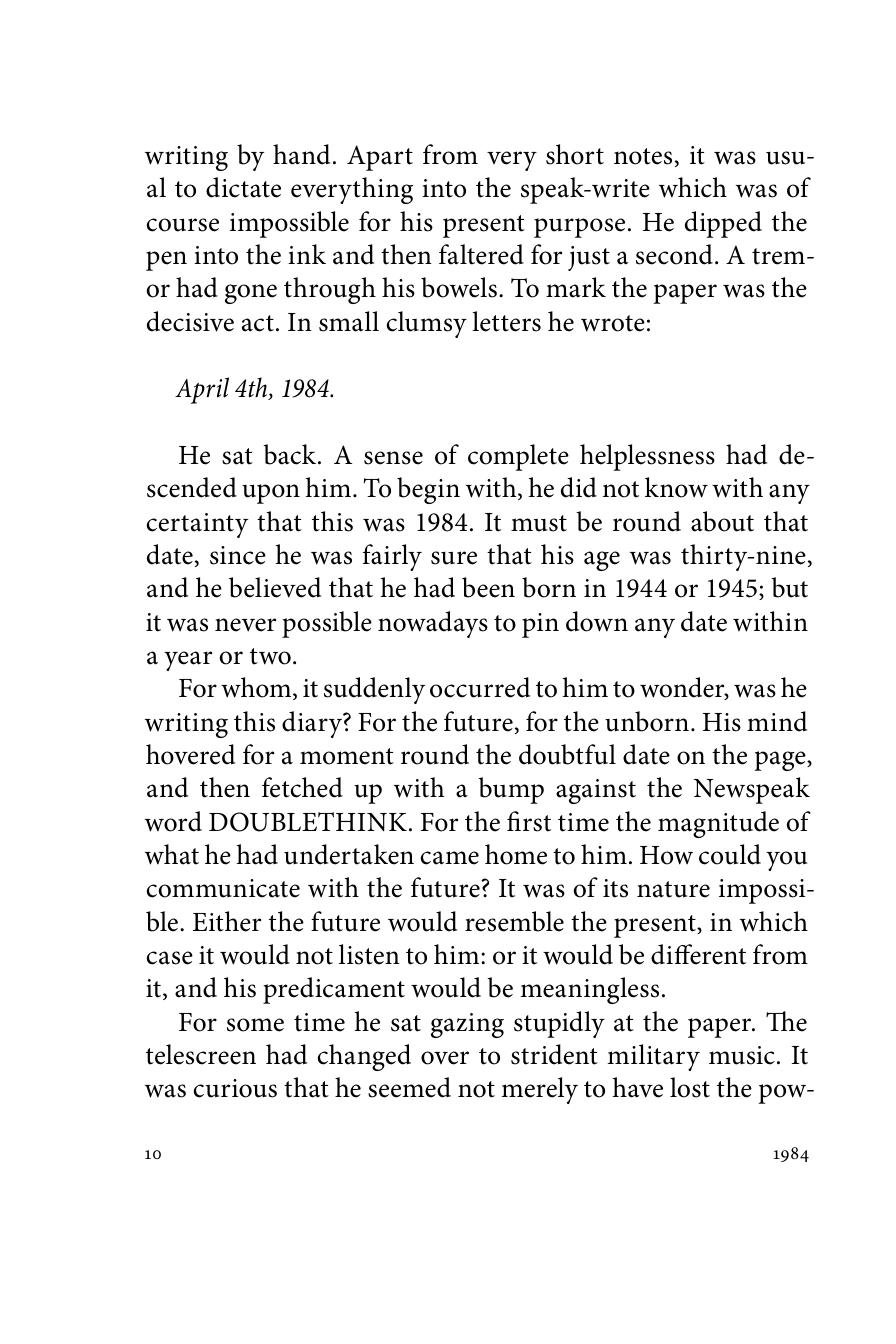 writing by hand. Apart from very short notes, it was usu-
al to dictate everything into the speak-write which was of
course impossible for his present purpose. He dipped the
pen into the ink and then faltered for just a second. A trem-
or had gone through his bowels. To mark the paper was the
decisive act. In small clumsy letters he wrote:
April 4th, 1984.
He sat back. A sense of complete helplessness had de-
scended upon him. To begin with, he did not know with any
certainty that this was 1984. It must be round about that
date, since he was fairly sure that his age was thirty-nine,
and he believed that he had been born in 1944 or 1945; but
it was never possible nowadays to pin down any date within
a year or two.
For whom, it suddenly occurred to him to wonder, was he
writing this diary? For the future, for the unborn. His mind
hovered for a moment round the doubtful date on the page,
and then fetched up with a bump against the Newspeak
word DOUBLETHINK. For the first time the magnitude of
what he had undertaken came home to him. How could you
communicate with the future? It was of its nature impossi-
ble. Either the future would resemble the present, in which
case it would not listen to him: or it would be different from
it, and his predicament would be meaningless.
For some time he sat gazing stupidly at the paper. The
telescreen had changed over to strident military music. It
was curious that he seemed not merely to have lost the pow-
10 1984